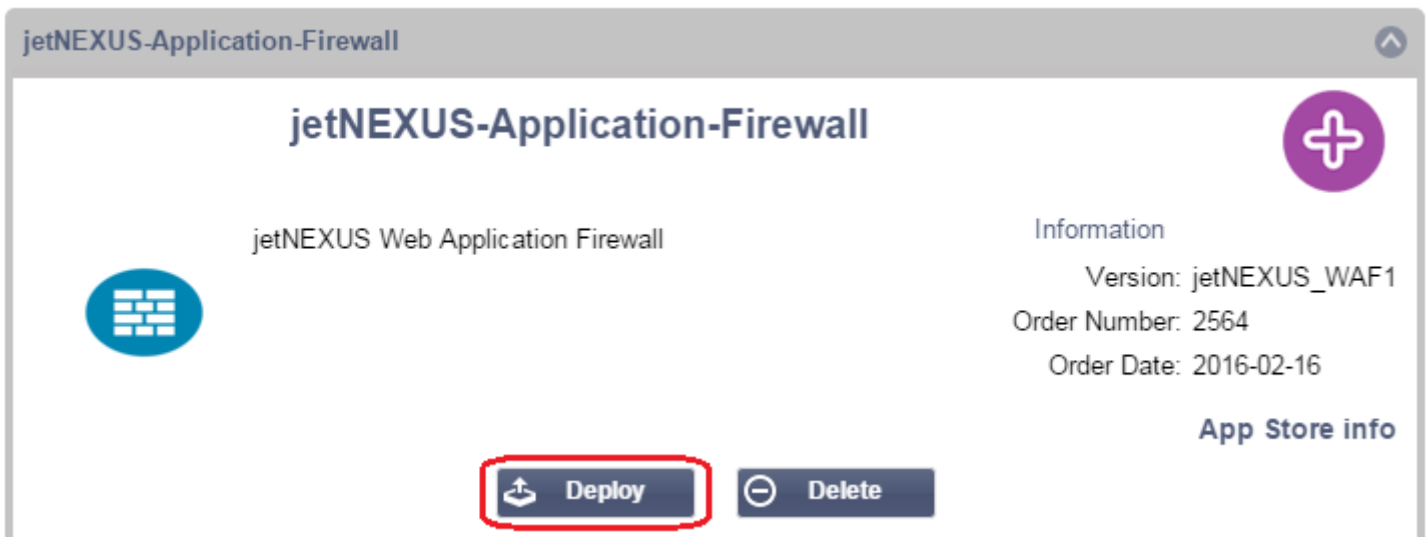 jetNEXUS-Application-Firewall
jetNEXUS-Application-Firewall
jetNEXUS Web Application Firewall
Information
Version: jetNEXUS_WAF1
Order Number: 2564
Order Date: 2016-02-16
App Store info
Deploy
Delete